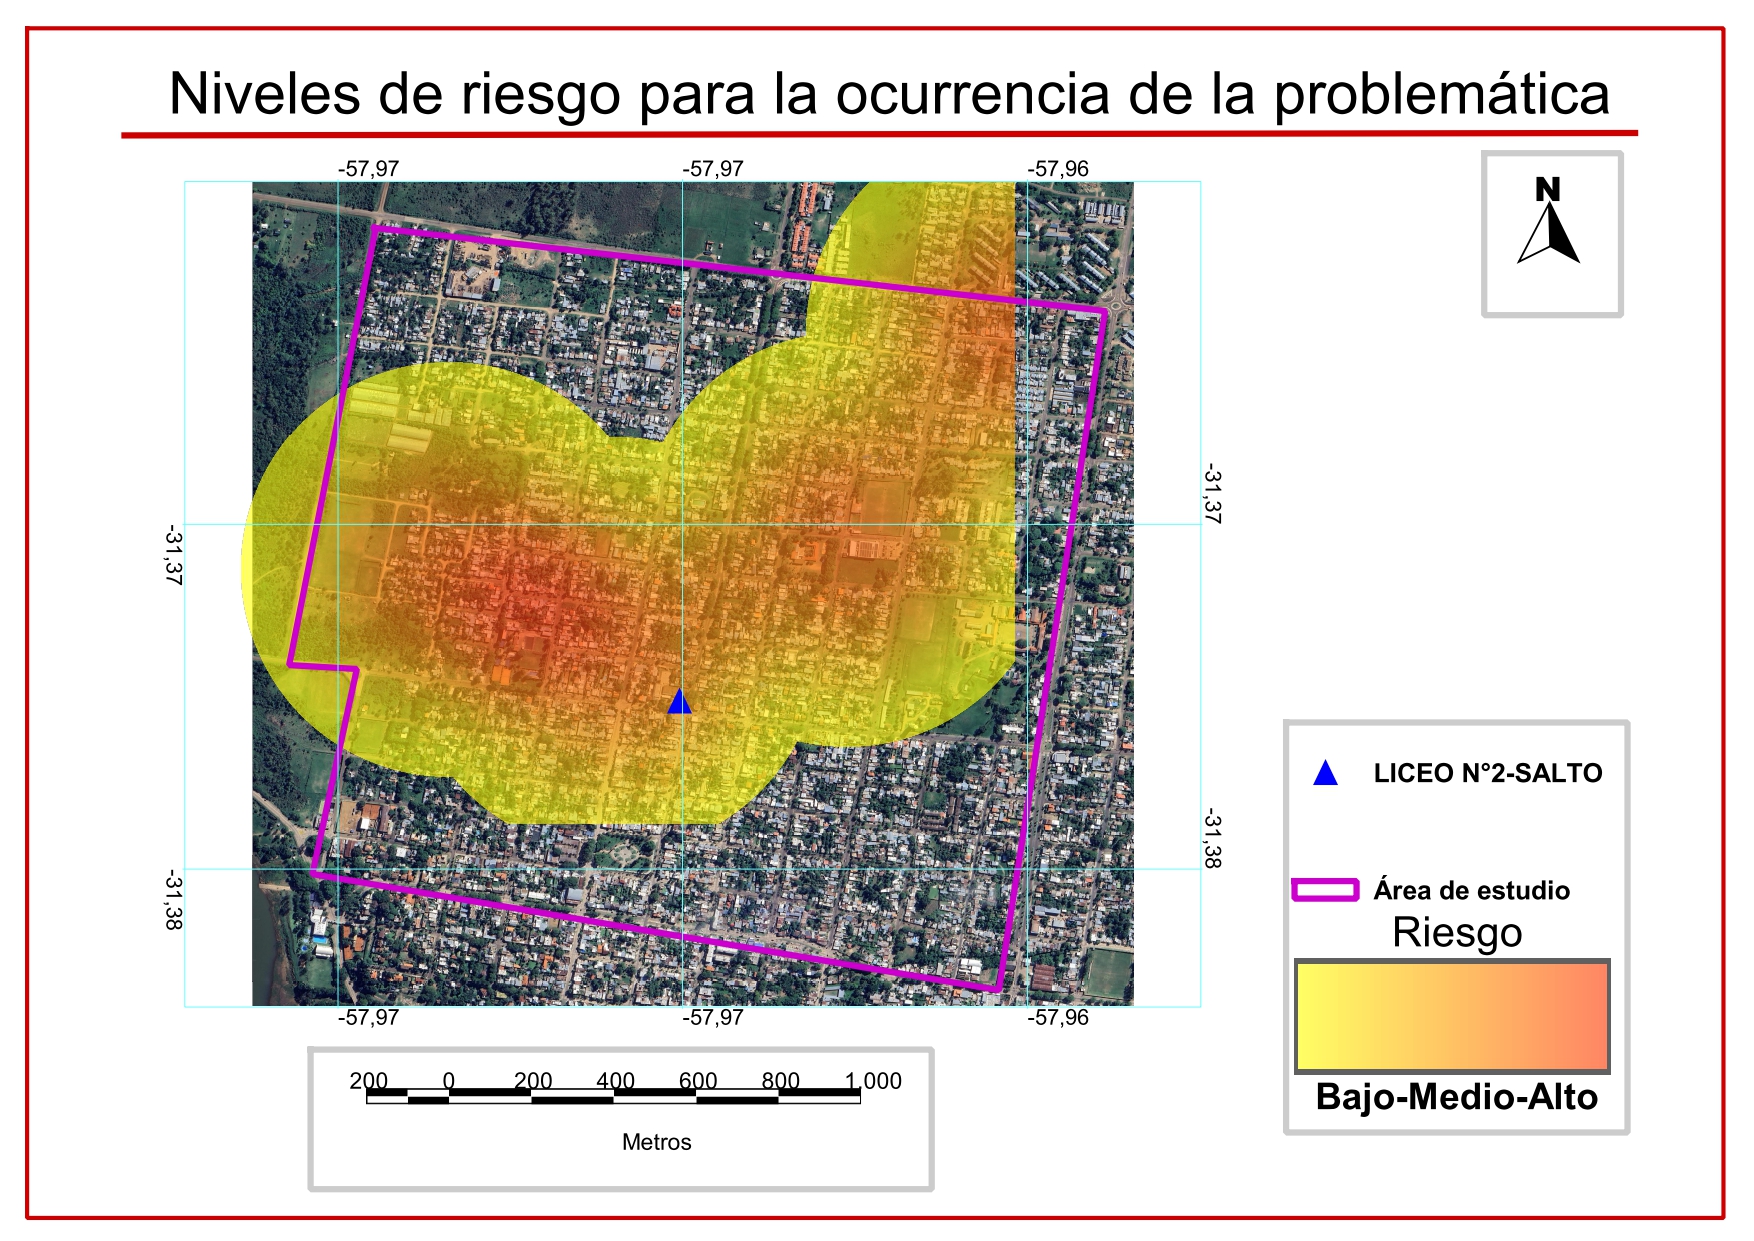 Niveles de riesgo para la ocurrencia de la problemática
-57,97 -57,97 -57,96
N
-31,37
-31,37
-31,38
-31,38
-57,97 -57,97 -57,96
LICEO N°2-SALTO
Área de estudio
Riesgo
Bajo-Medio-Alto
200 0 200 400 600 800 1.000
Metros